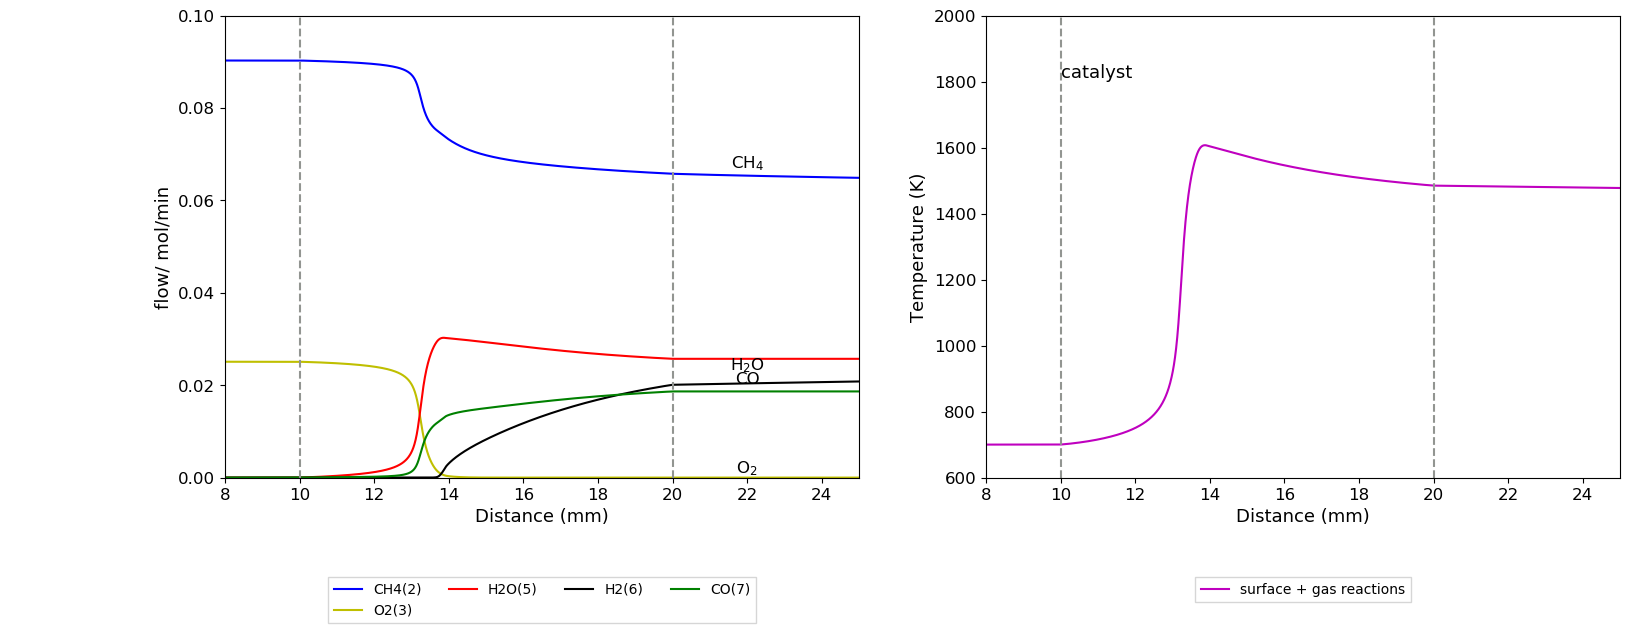 0.10
0.08
0.06
0.04
0.02
0.00
flow/ mol/min
CH₄
H₂O
CO
O₂
8 10 12 14 16 18 20 22 24
Distance (mm)
CH4(2) H2O(5) H2(6) CO(7)
O2(3)
2000
1800
1600
1400
1200
1000
800
600
Temperature (K)
catalyst
8 10 12 14 16 18 20 22 24
Distance (mm)
surface + gas reactions